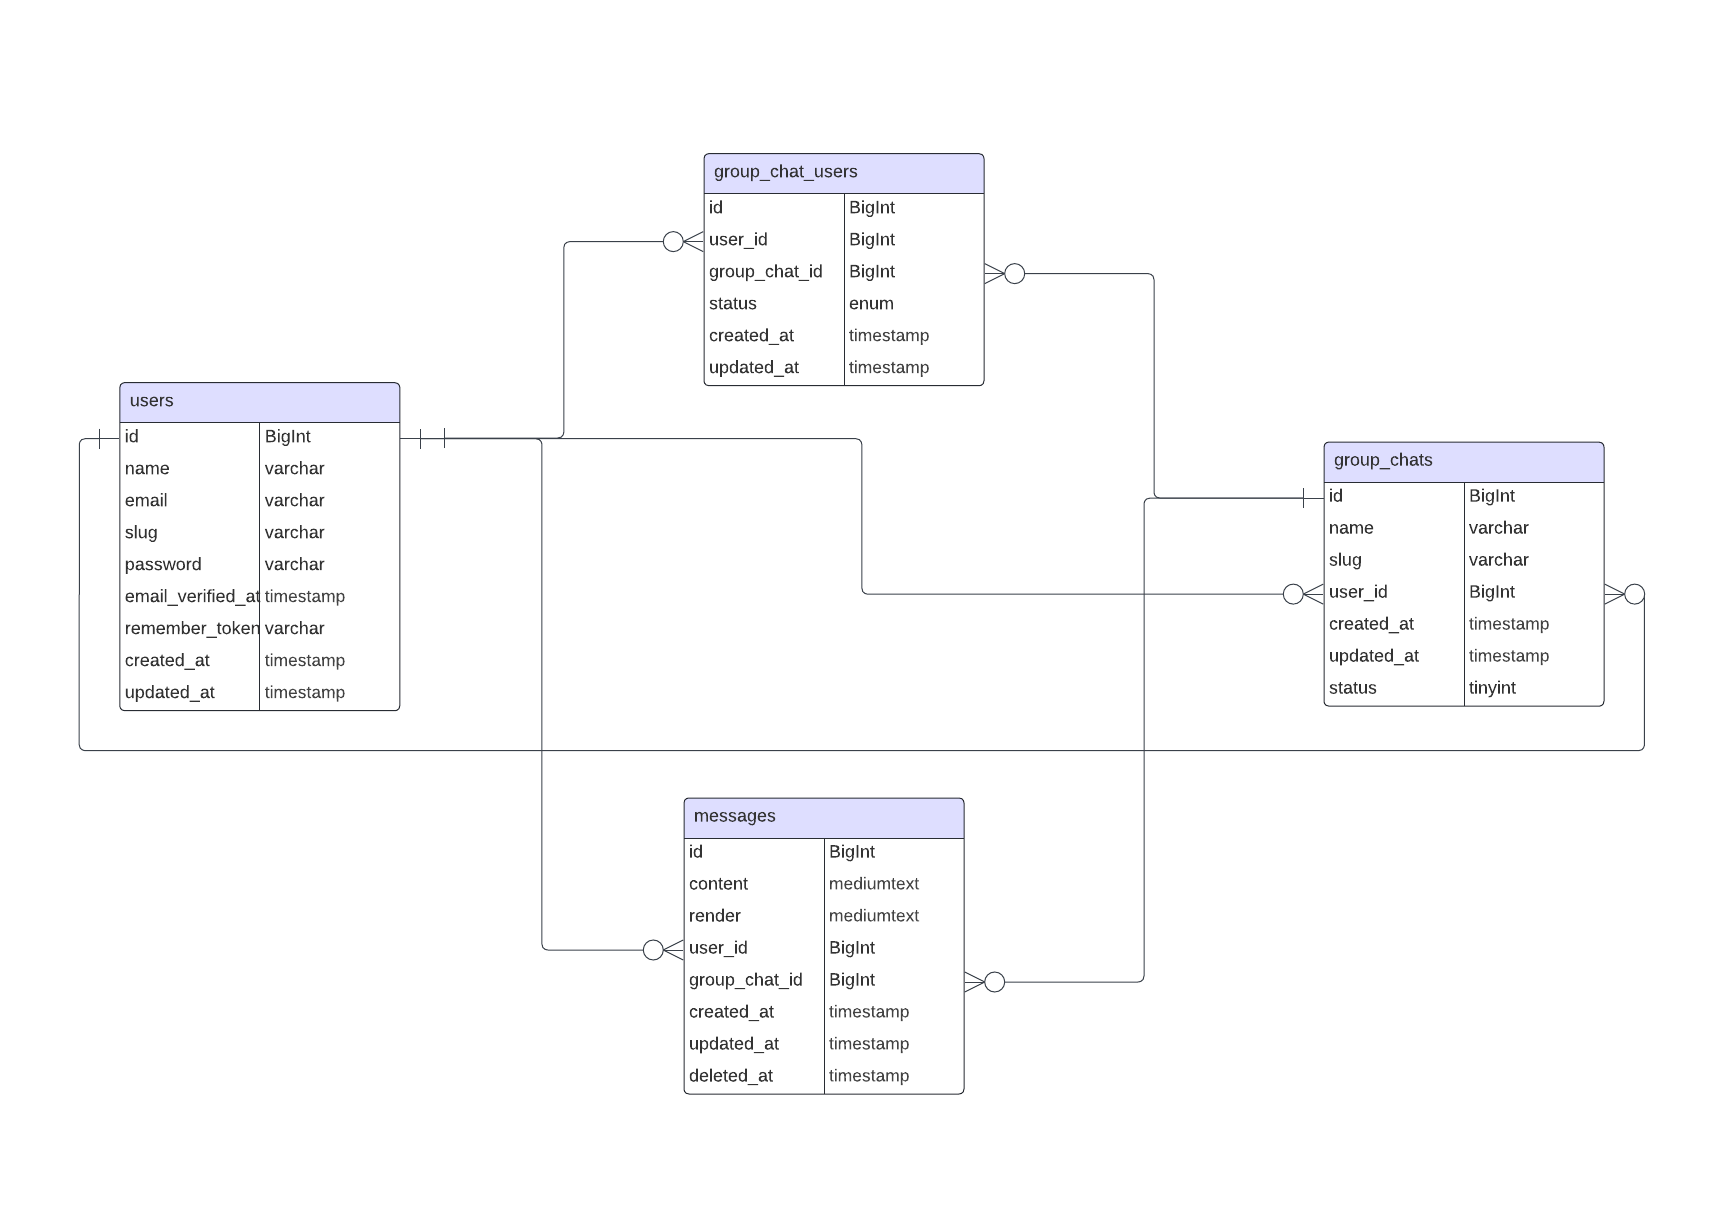 group_chat_users
id BigInt
user_id BigInt
group_chat_id BigInt
status enum
created_at timestamp
updated_at timestamp
users
id BigInt
name varchar
email varchar
slug varchar
password varchar
email_verified_at timestamp
remember_token varchar
created_at timestamp
updated_at timestamp
group_chats
id BigInt
name varchar
slug varchar
user_id BigInt
created_at timestamp
updated_at timestamp
status tinyint
messages
id BigInt
content mediumtext
render mediumtext
user_id BigInt
group_chat_id BigInt
created_at timestamp
updated_at timestamp
deleted_at timestamp